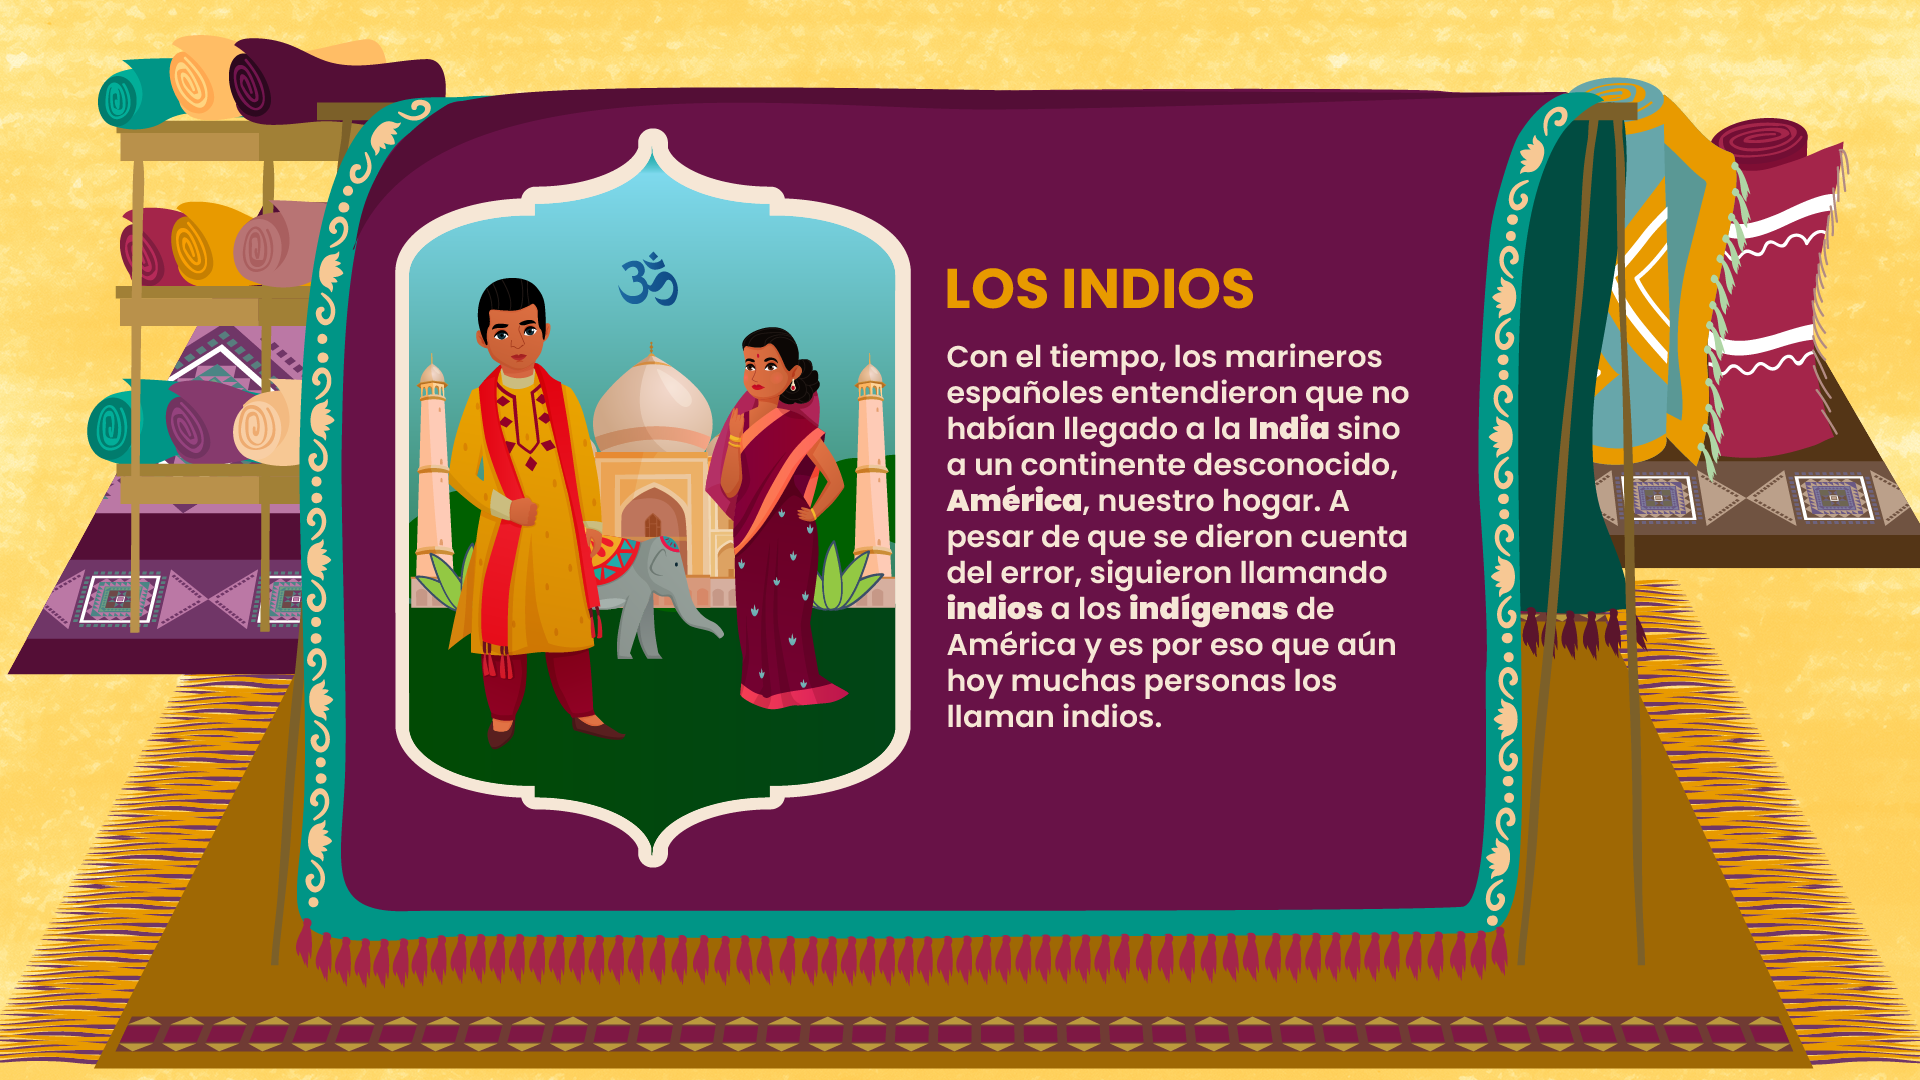 ॐ
LOS INDIOS
Con el tiempo, los marineros
españoles entendieron que no
habían llegado a la India sino
a un continente desconocido,
América, nuestro hogar. A
pesar de que se dieron cuenta
del error, siguieron llamando
indios a los indígenas de
América y es por eso que aún
hoy muchas personas los
llaman indios.